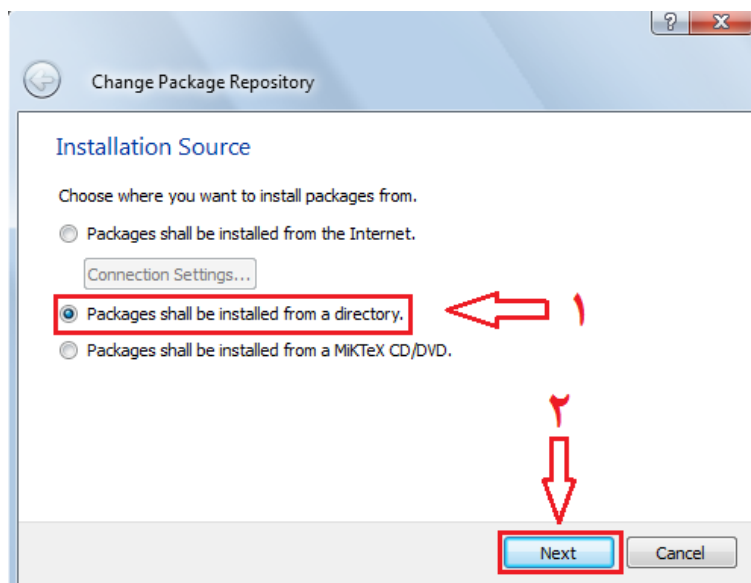 ?
Change Package Repository
Installation Source
Choose where you want to install packages from.
Packages shall be installed from the Internet.
Connection Settings...
Packages shall be installed from a directory. ۱
Packages shall be installed from a MiKTeX CD/DVD.
۲
Next Cancel